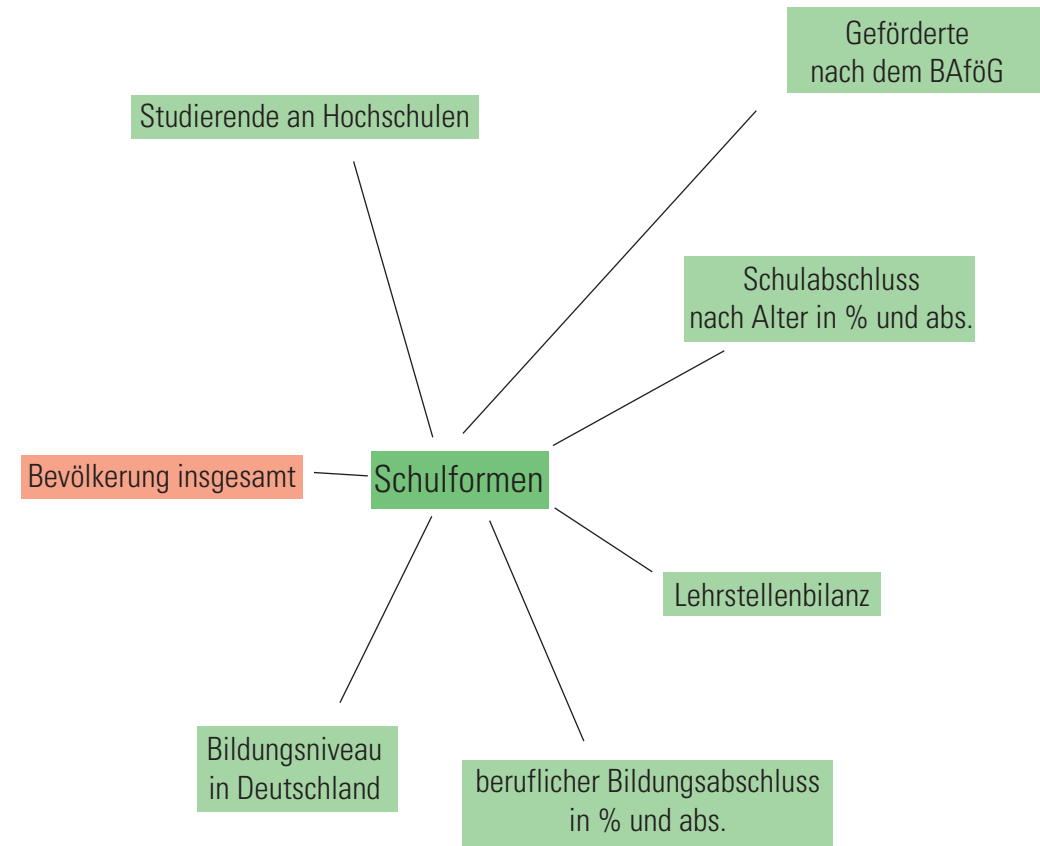 Geförderte
nach dem BAföG
Studierende an Hochschulen
Schulabschluss
nach Alter in % und abs.
Bevölkerung insgesamt
Schulformen
Lehrstellenbilanz
Bildungsniveau
in Deutschland
beruflicher Bildungsabschluss
in % und abs.